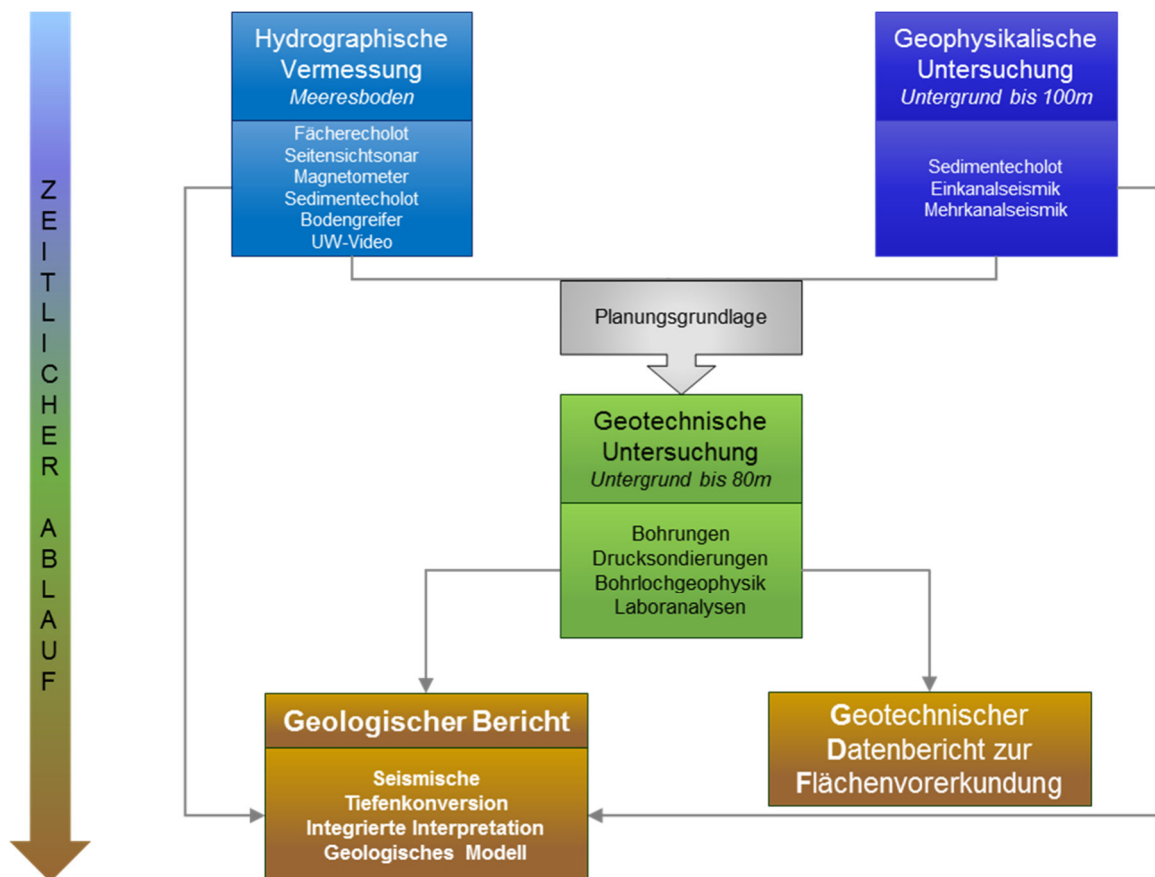 ZEITLICHER ABLAUF
Hydrographische
Vermessung
Meeresboden
Fächerecholot
Seitensichtsonar
Magnetometer
Sedimentecholot
Bodengreifer
UW-Video
Geophysikalische
Untersuchung
Untergrund bis 100m
Sedimentecholot
Einkanalseismik
Mehrkanalseismik
Planungsgrundlage
Geotechnische
Untersuchung
Untergrund bis 80m
Bohrungen
Drucksondierungen
Bohrlochgeophysik
Laboranalysen
Geologischer Bericht
Seismische
Tiefenkonversion
Integrierte Interpretation
Geologisches Modell
Geotechnischer
Datenbericht zur
Flächenvorerkundung